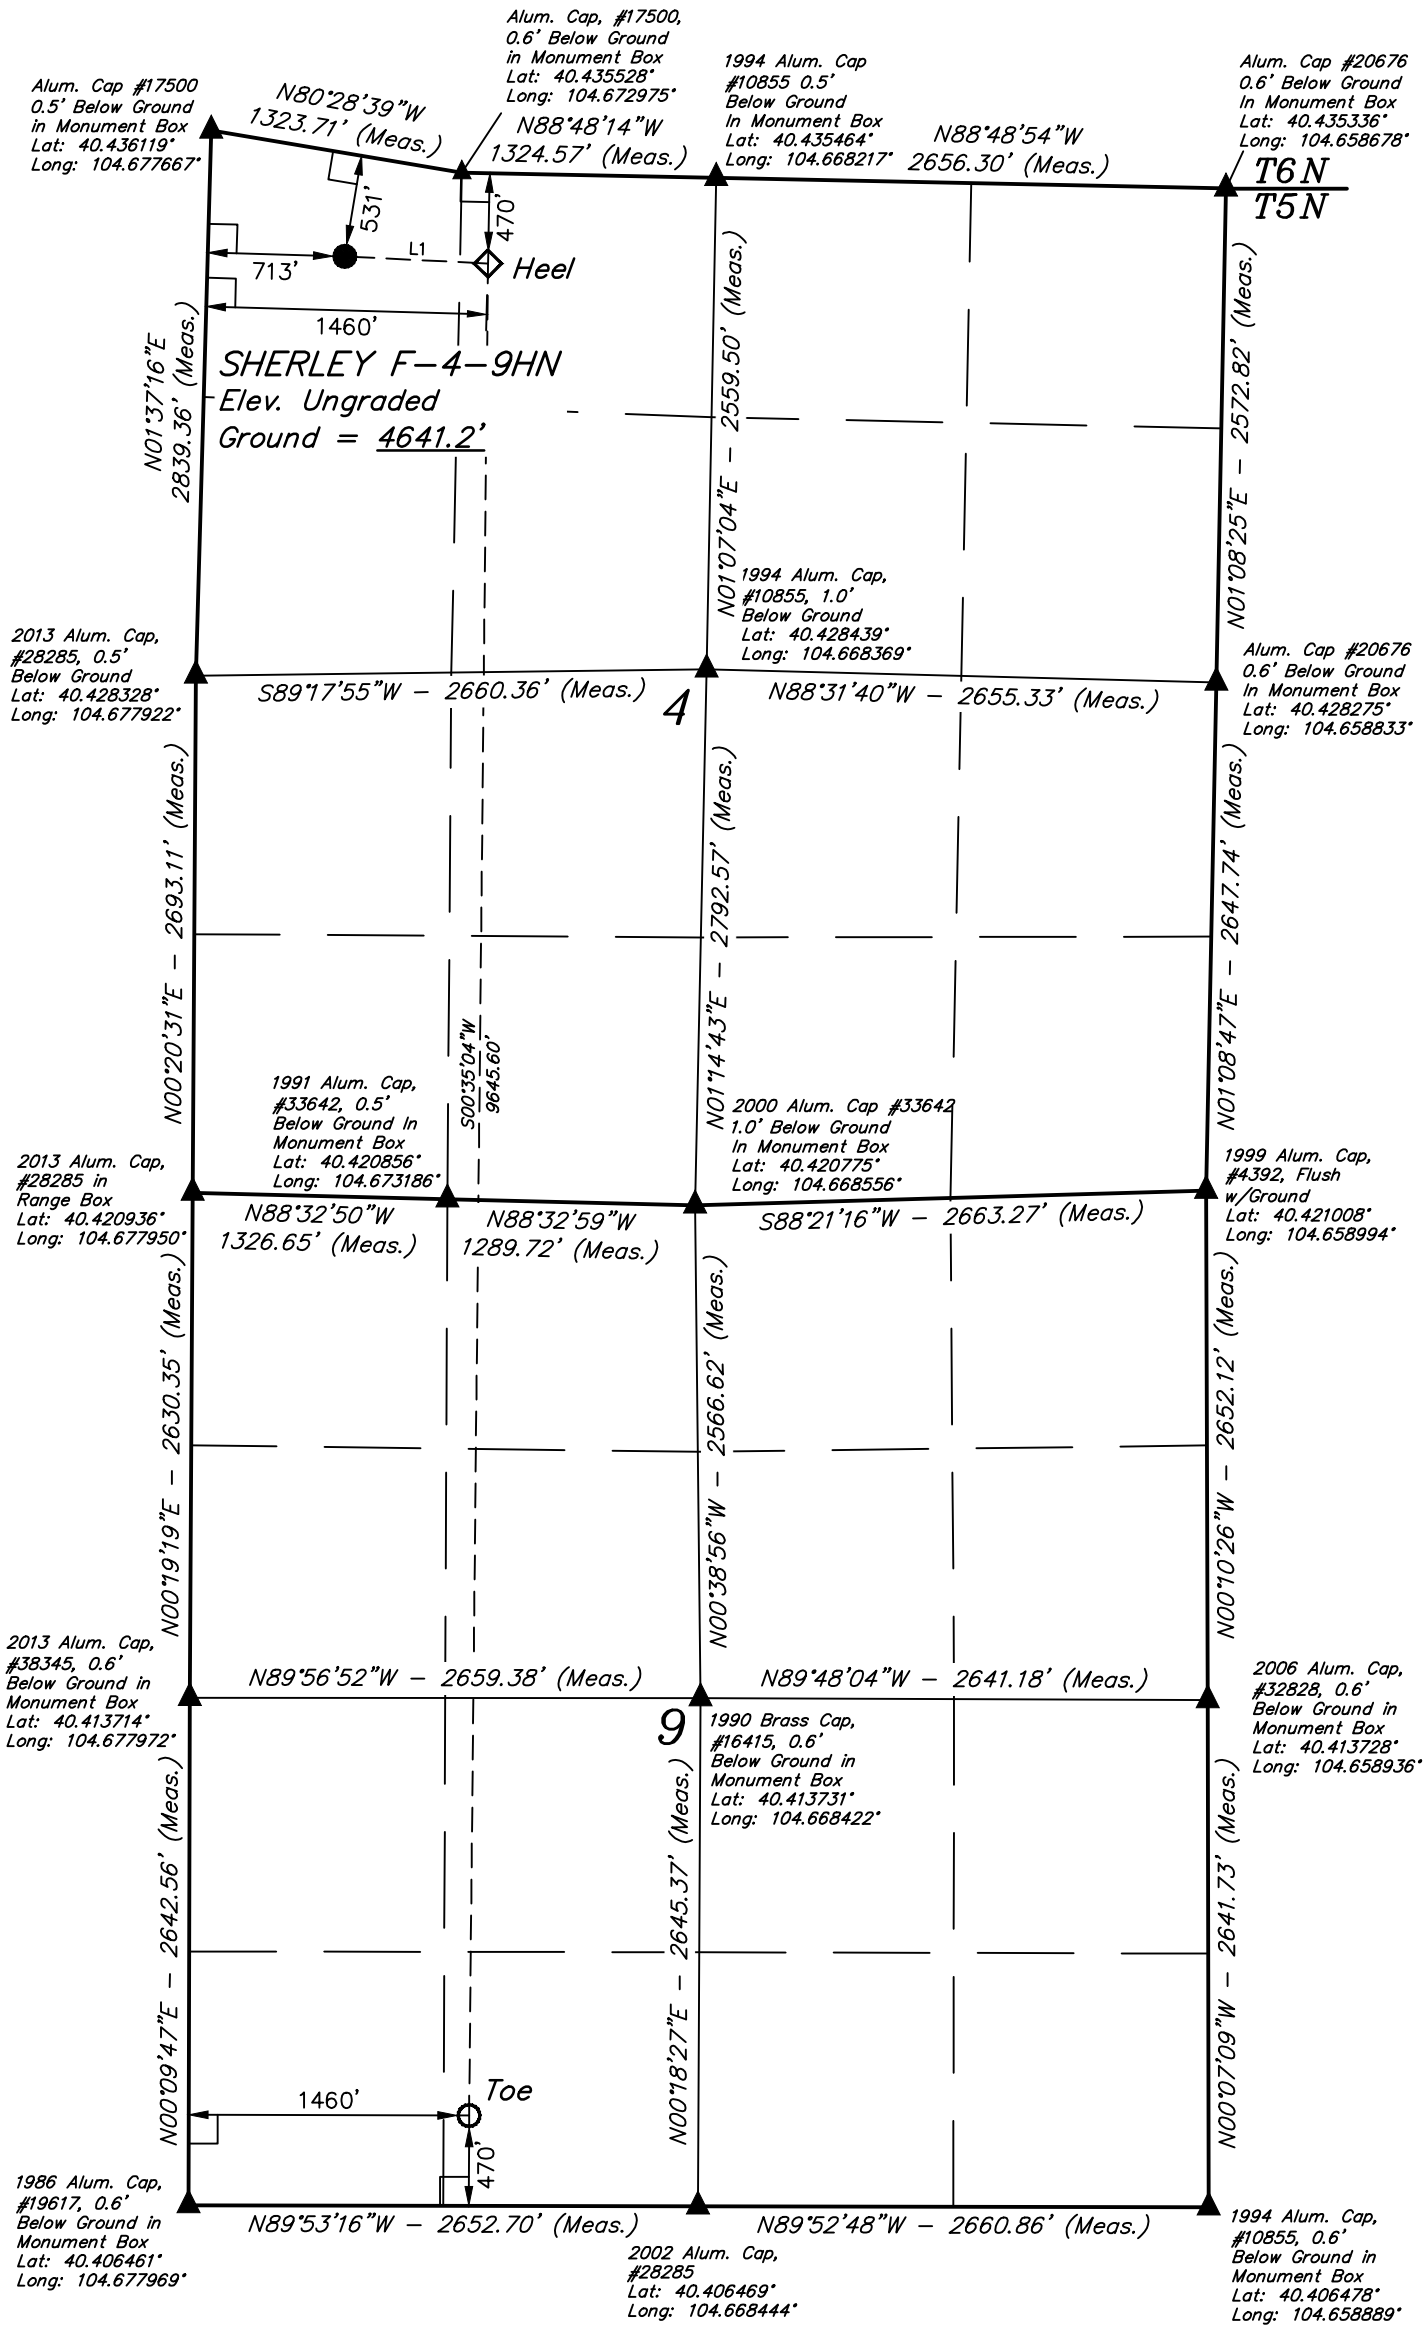 Alum. Cap, #17500,
0.6' Below Ground
in Monument Box
Lat: 40.435528°
Long: 104.672975°
Alum. Cap #17500
0.5' Below Ground
in Monument Box
Lat: 40.436119°
Long: 104.677667°
1994 Alum. Cap
#10855 0.5'
Below Ground
In Monument Box
Lat: 40.435464°
Long: 104.668217°
Alum. Cap #20676
0.6' Below Ground
In Monument Box
Lat: 40.435336°
Long: 104.658678°
N80°28'39"W
1323.71' (Meas.)
N88°48'14"W
1324.57' (Meas.)
N88°48'54"W
2656.30' (Meas.)
T6N
T5N
531'
470'
713'
L1
Heel
1460'
SHERLEY F-4-9HN
Elev. Ungraded
Ground = 4641.2'
N01°37'16"E
2839.36' (Meas.)
N01°07'04"E - 2559.50' (Meas.)
N01°08'25"E - 2572.82' (Meas.)
2013 Alum. Cap,
#28285, 0.5'
Below Ground
Lat: 40.428328°
Long: 104.677922°
1994 Alum. Cap,
#10855, 1.0'
Below Ground
Lat: 40.428439°
Long: 104.668369°
Alum. Cap #20676
0.6' Below Ground
In Monument Box
Lat: 40.428275°
Long: 104.658833°
S89°17'55"W - 2660.36' (Meas.)
4
N88°31'40"W - 2655.33' (Meas.)
N00°20'31"E - 2693.11' (Meas.)
S00°35'04"W
9645.60'
N01°14'43"E - 2792.57' (Meas.)
N01°08'47"E - 2647.74' (Meas.)
1991 Alum. Cap,
#33642, 0.5'
Below Ground In
Monument Box
Lat: 40.420856°
Long: 104.673186°
2000 Alum. Cap #33642
1.0' Below Ground
In Monument Box
Lat: 40.420775°
Long: 104.668556°
2013 Alum. Cap,
#28285 in
Range Box
Lat: 40.420936°
Long: 104.677950°
1999 Alum. Cap,
#4392, Flush
w/Ground
Lat: 40.421008°
Long: 104.658994°
N88°32'50"W
1326.65' (Meas.)
N88°32'59"W
1289.72' (Meas.)
S88°21'16"W - 2663.27' (Meas.)
N00°19'19"E - 2630.35' (Meas.)
N00°38'56"W - 2566.62' (Meas.)
N00°10'26"W - 2652.12' (Meas.)
2013 Alum. Cap,
#38345, 0.6'
Below Ground in
Monument Box
Lat: 40.413714°
Long: 104.677972°
N89°56'52"W - 2659.38' (Meas.)
N89°48'04"W - 2641.18' (Meas.)
9
1990 Brass Cap,
#16415, 0.6'
Below Ground in
Monument Box
Lat: 40.413731°
Long: 104.668422°
2006 Alum. Cap,
#32828, 0.6'
Below Ground in
Monument Box
Lat: 40.413728°
Long: 104.658936°
N00°09'47"E - 2642.56' (Meas.)
N00°18'27"E - 2645.37' (Meas.)
N00°07'09"W - 2641.73' (Meas.)
Toe
1460'
470'
1986 Alum. Cap,
#19617, 0.6'
Below Ground in
Monument Box
Lat: 40.406461°
Long: 104.677969°
N89°53'16"W - 2652.70' (Meas.)
N89°52'48"W - 2660.86' (Meas.)
2002 Alum. Cap,
#28285
Lat: 40.406469°
Long: 104.668444°
1994 Alum. Cap,
#10855, 0.6'
Below Ground in
Monument Box
Lat: 40.406478°
Long: 104.658889°